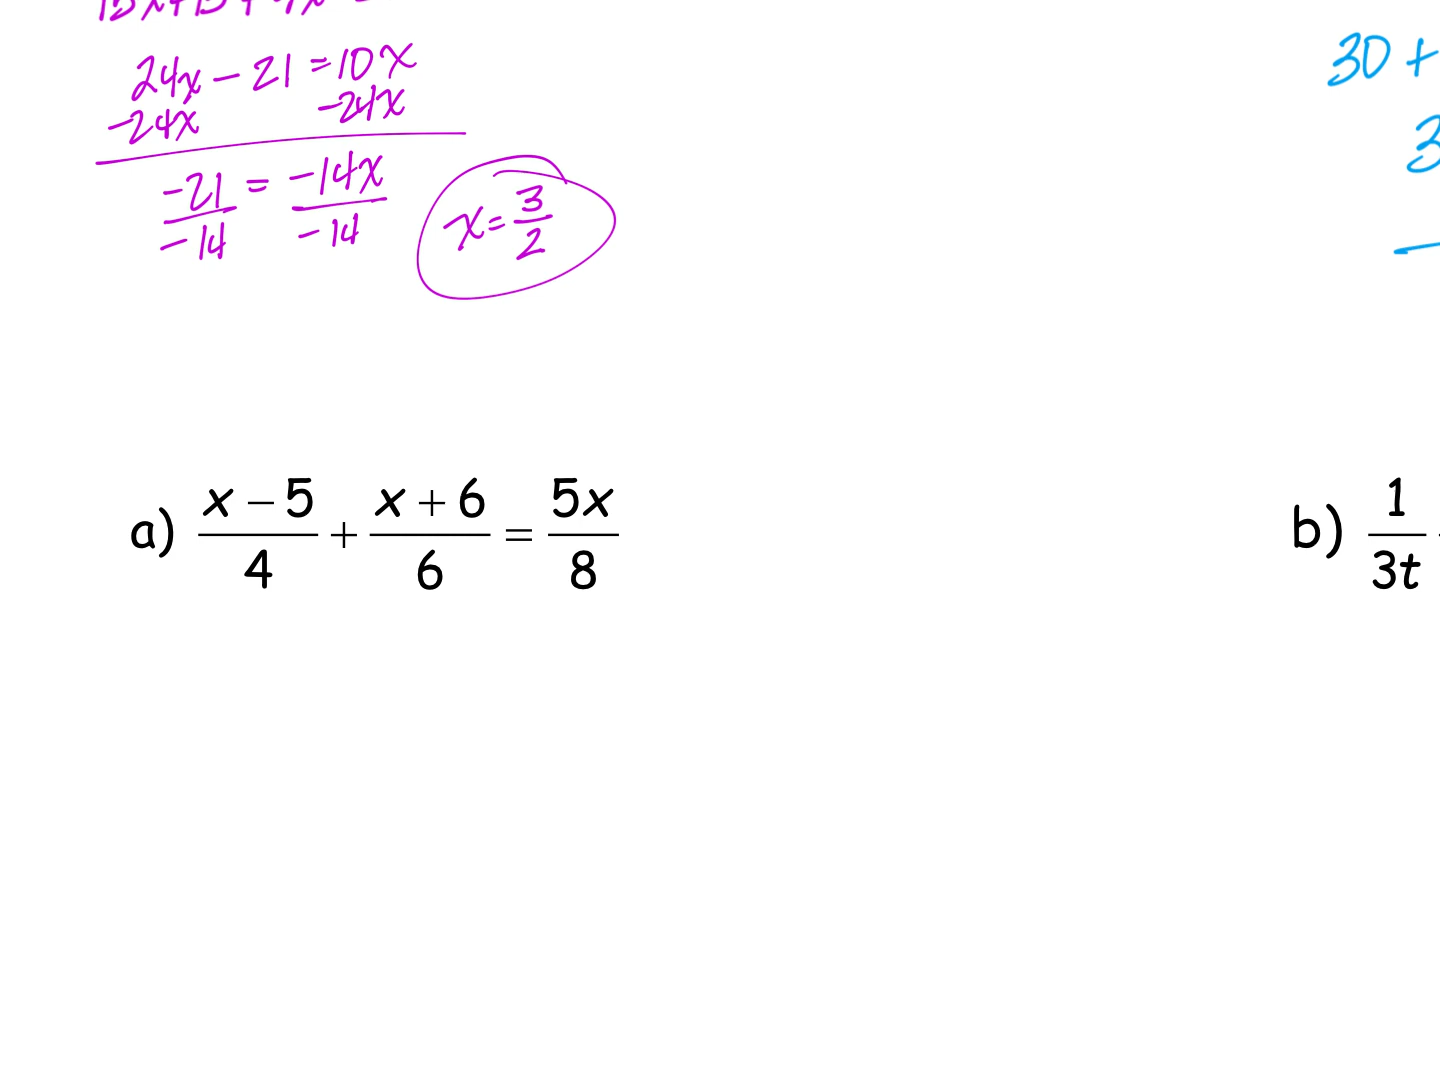 24x - 21 = 10x
-24x -24x
-21 = -14x
-14 -14
x = 3/2
30 +
3
a) (x - 5)/4 + (x + 6)/6 = 5x/8
b) 1/3t